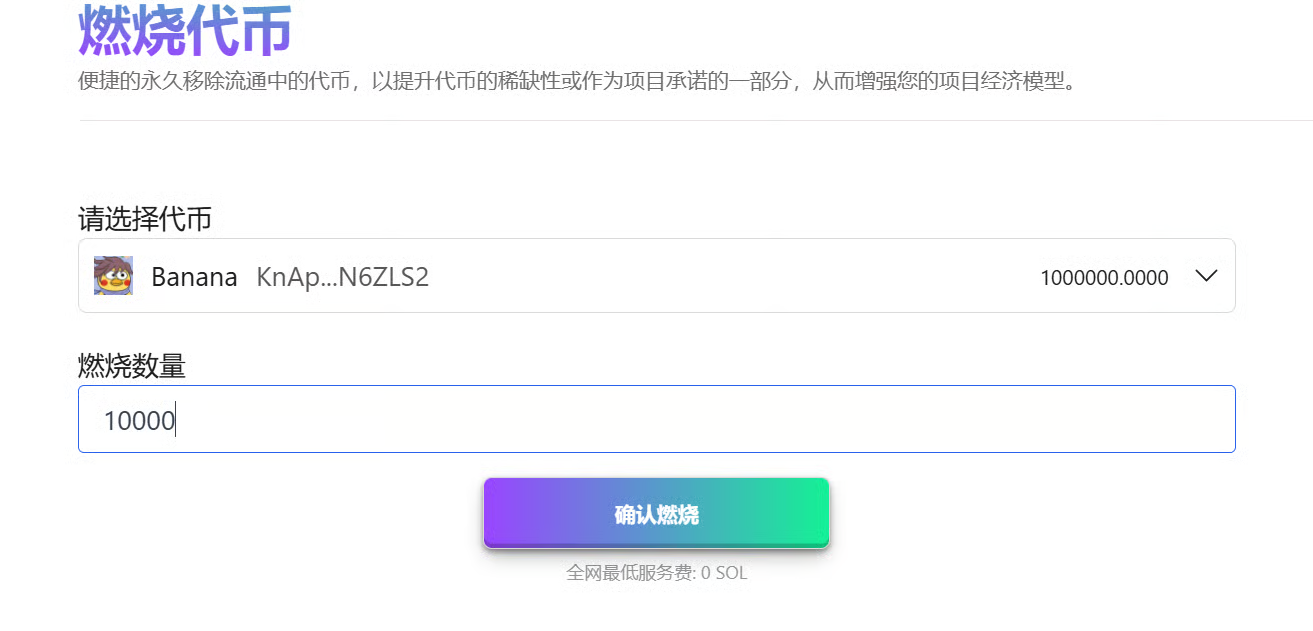 燃烧代币
便捷的永久移除流通中的代币，以提升代币的稀缺性或作为项目承诺的一部分，从而增强您的项目经济模型。
请选择代币
Banana KnAp...N6ZLS2 1000000.0000
燃烧数量
10000
确认燃烧
全网最低服务费: 0 SOL